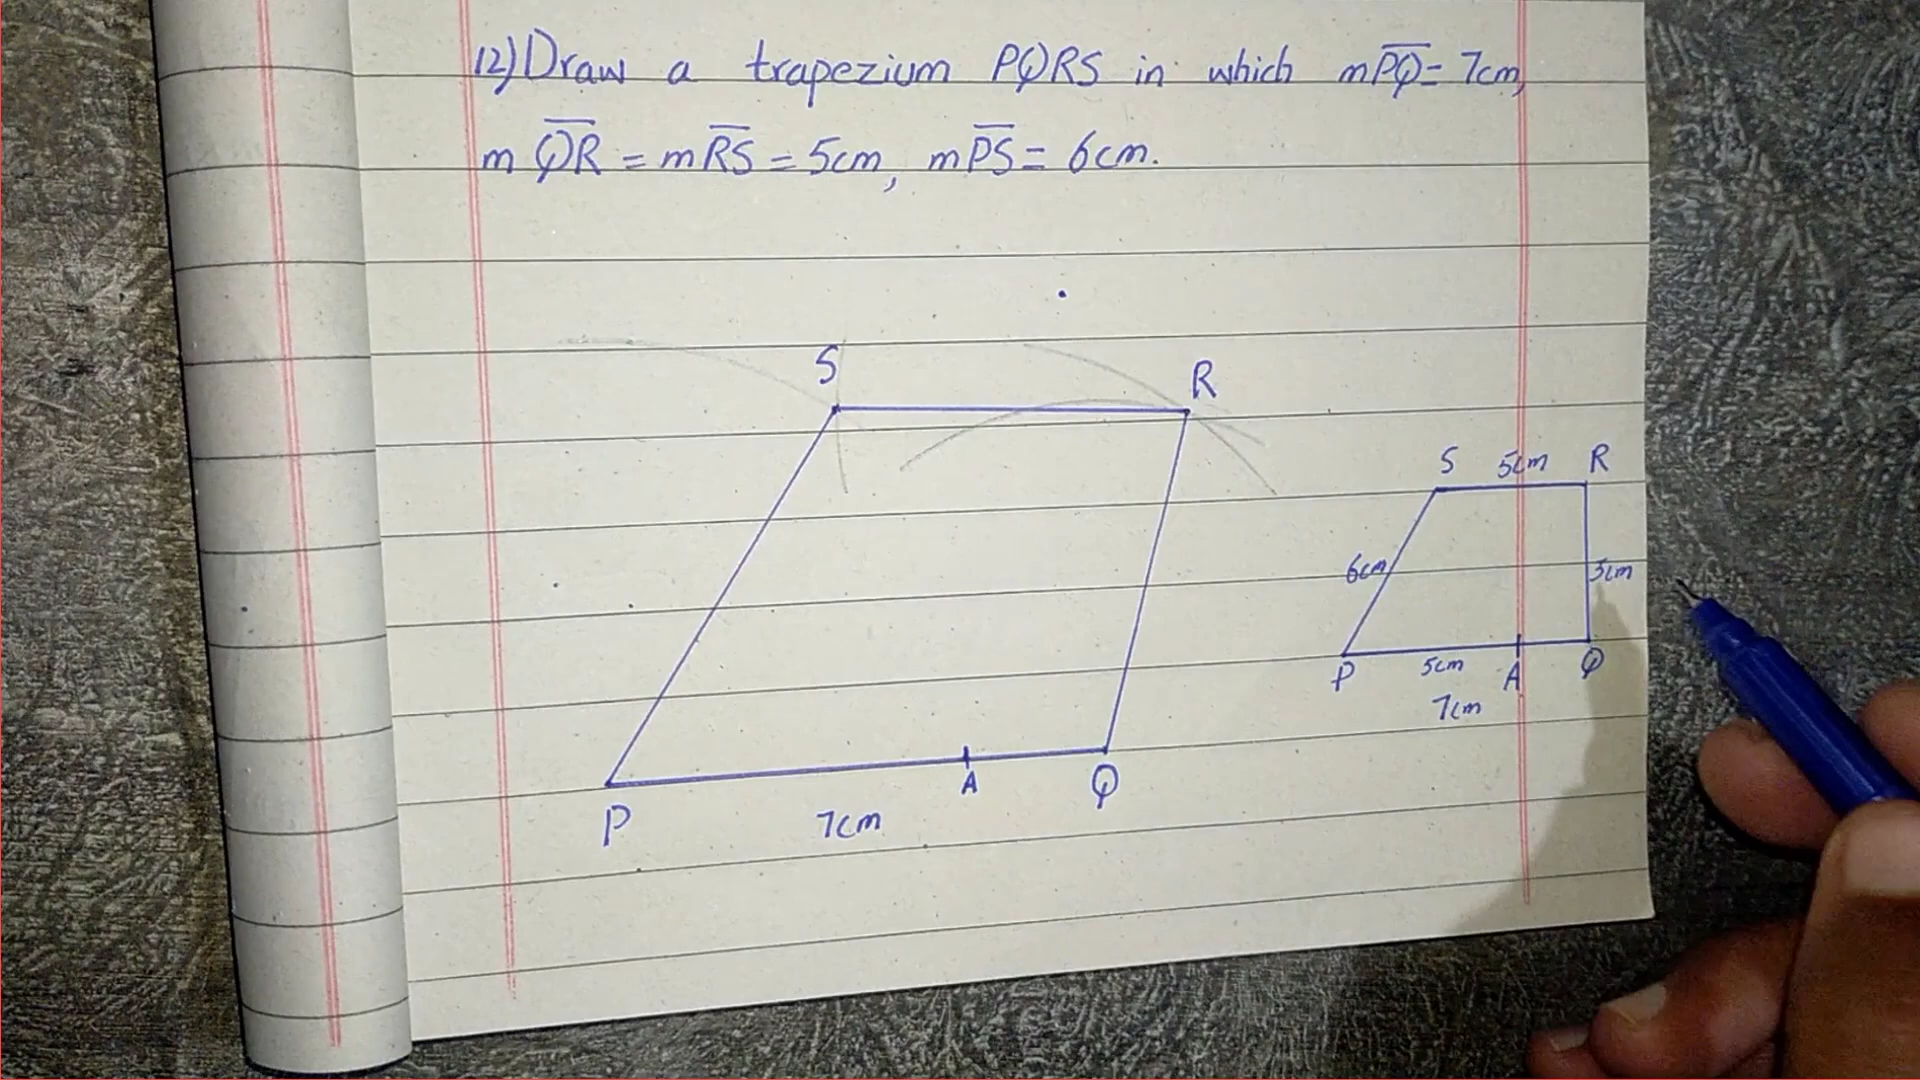 12) Draw a trapezium PQRS in which mPQ = 7cm,
mQR = mRS = 5cm, mPS = 6cm.
S
R
S 5cm R
6cm
5cm
P 5cm A Q
7cm
A
P
7cm
Q